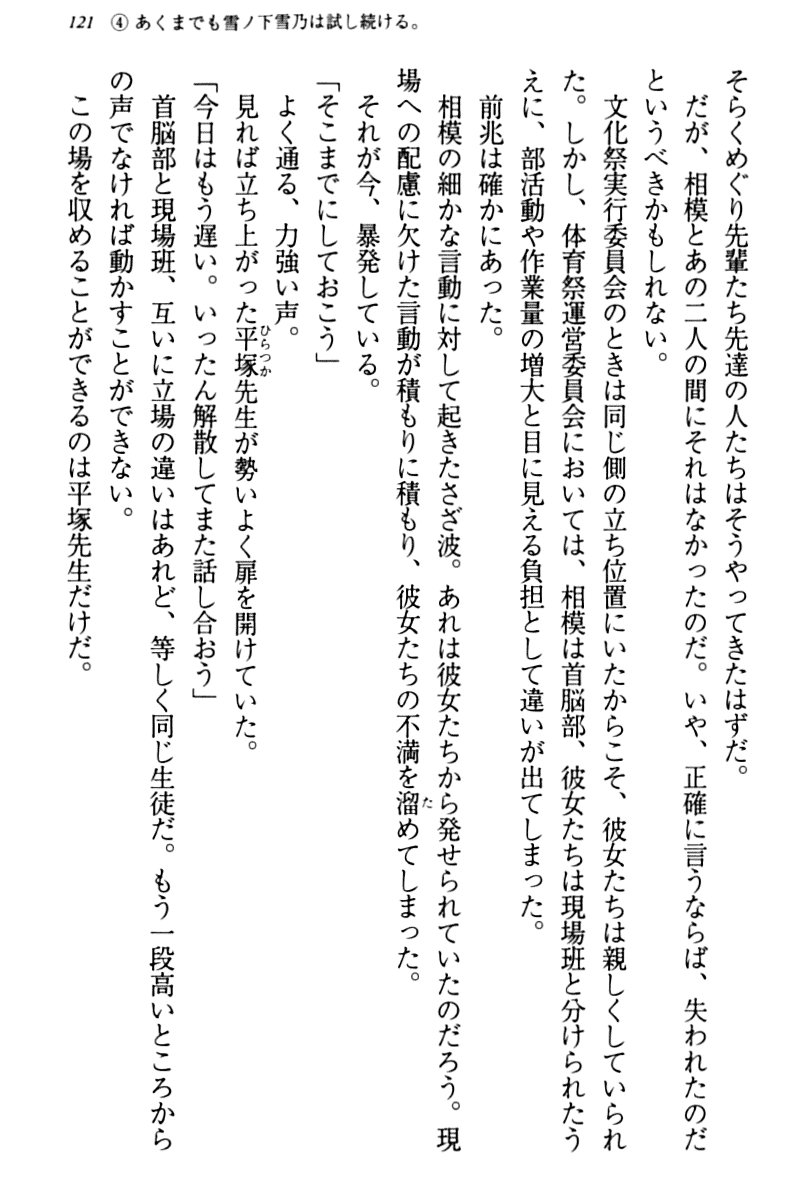 121 ④ あくまでも雪ノ下雪乃は試し続ける。
そらくめぐり先輩たち先達の人たちはそうやってきたはずだ。
だが、相模とあの二人の間にそれはなかったのだ。いや、正確に言うならば、失われたのだ
というべきかもしれない。
文化祭実行委員会のときは同じ側の立ち位置にいたからこそ、彼女たちは親しくしていられ
た。しかし、体育祭運営委員会においては、相模は首脳部、彼女たちは現場班と分けられたう
えに、部活動や作業量の増大と目に見える負担として違いが出てしまった。
前兆は確かにあった。
相模の細かな言動に対して起きたさざ波。あれは彼女たちから発せられていたのだろう。現
場への配慮に欠けた言動が積もりに積もり、彼女たちの不満を溜めてしまった。
それが今、暴発している。
「そこまでにしておこう」
よく通る、力強い声。
見れば立ち上がった平塚先生が勢いよく扉を開けていた。
「今日はもう遅い。いったん解散してまた話し合おう」
首脳部と現場班、互いに立場の違いはあれど、等しく同じ生徒だ。もう一段高いところから
の声でなければ動かすことができない。
この場を収めることができるのは平塚先生だけだ。